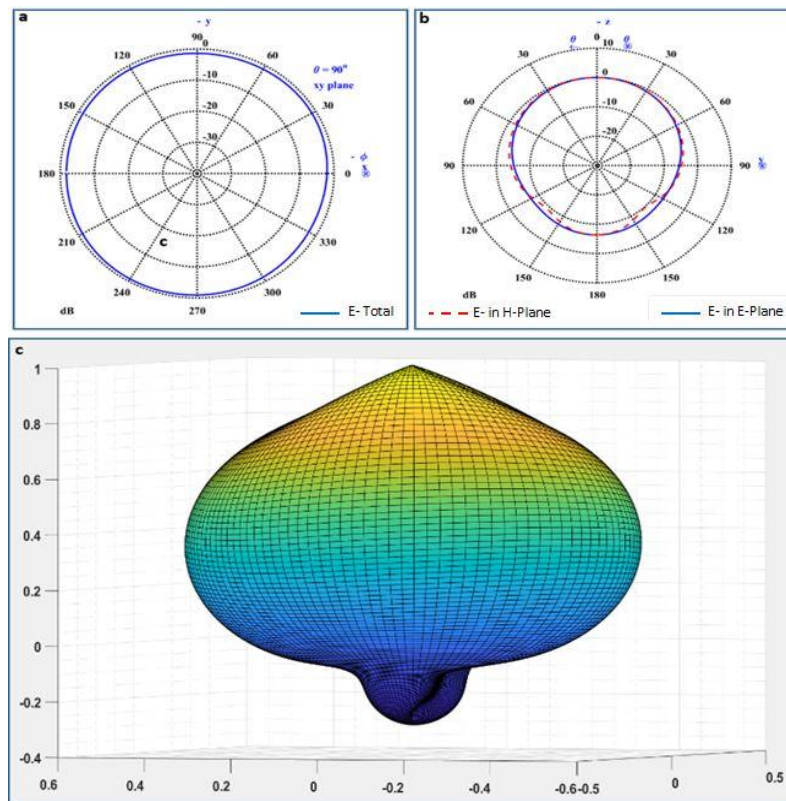 a
- y
90
0
120
60
θ = 90°
xy plane
-10
150
30
-20
-30
- ϕ
180
0
x
210
330
c
240
300
270
dB
E- Total
b
- z
θ
0
θ
10
30
30
0
60
60
-10
-20
90
90
x
120
120
150
150
180
dB
E- in H-Plane
E- in E-Plane
c
1
0.8
0.6
0.4
0.2
0
-0.2
-0.4
0.6
0.4
0.2
0
-0.2
-0.4
-0.6
-0.5
0
0.5